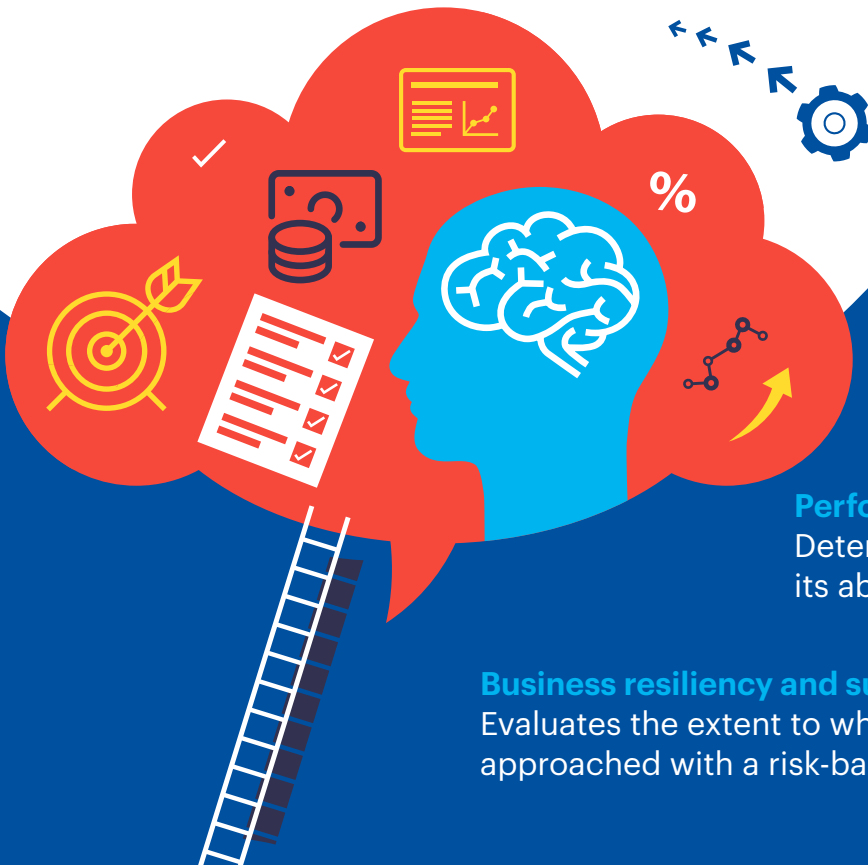 %
Perfo
Deter
its ab
Business resiliency and su
Evaluates the extent to wh
approached with a risk-ba